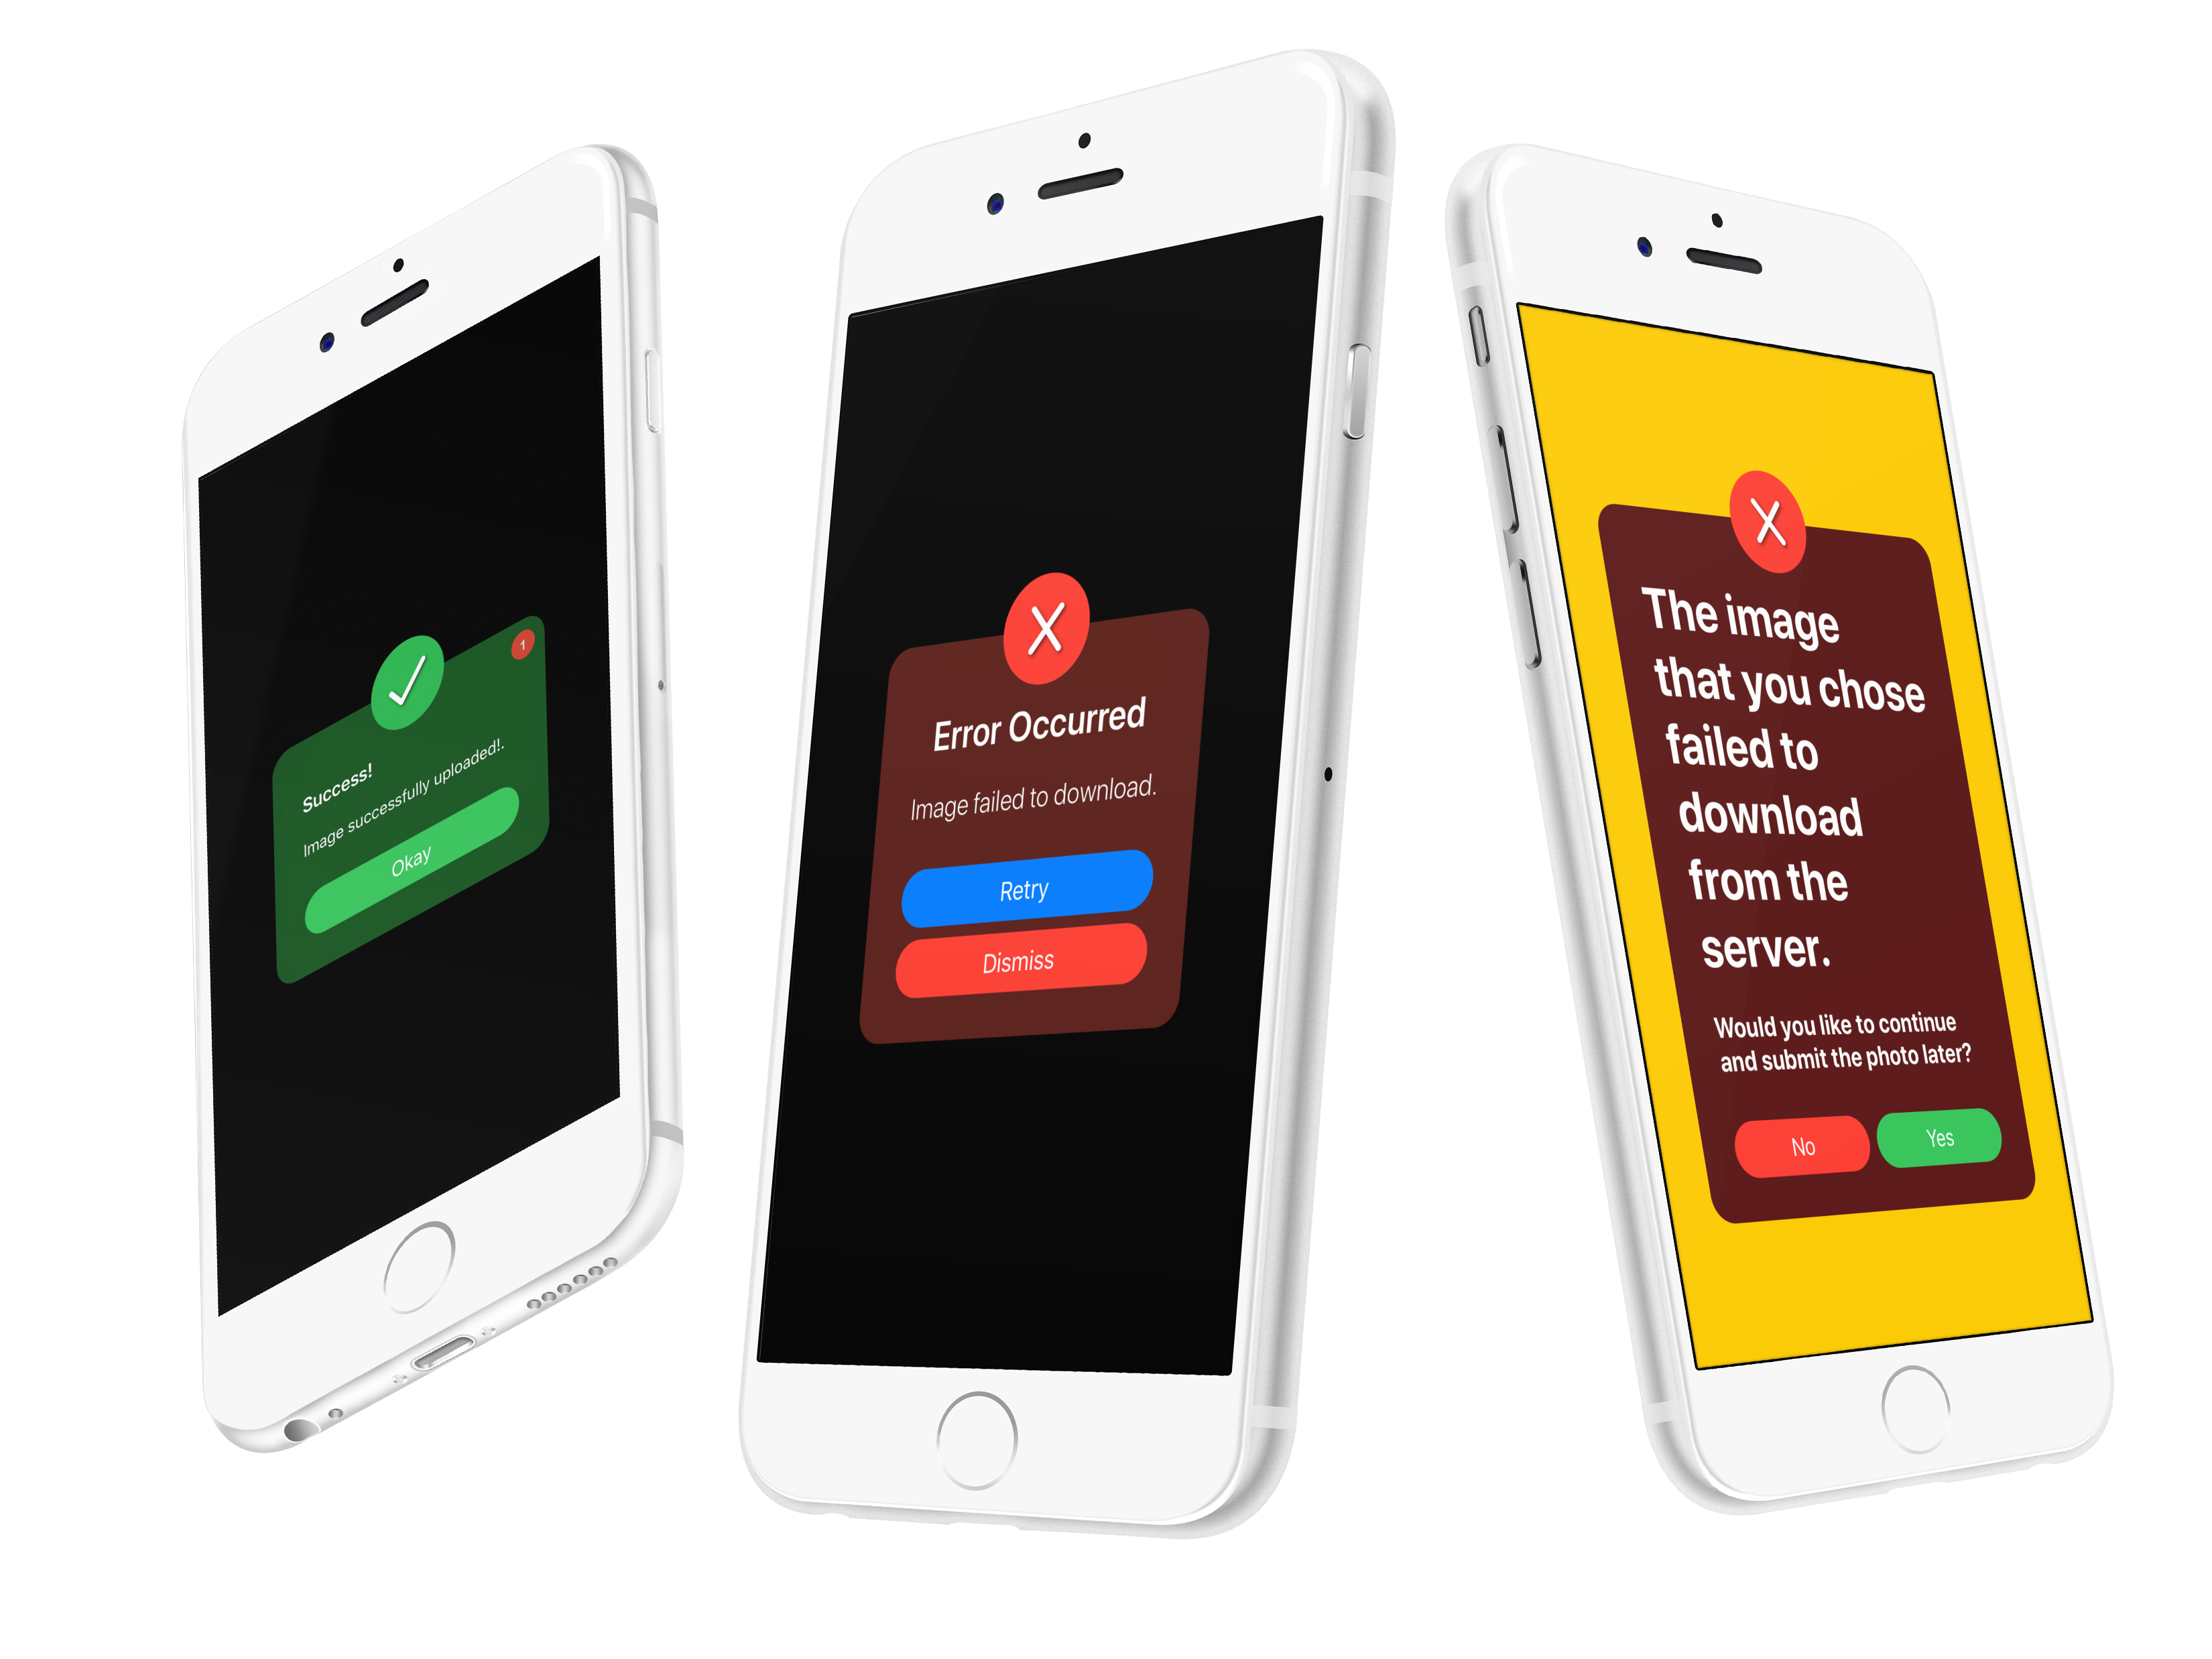 1
Success!
Image successfully uploaded!.
Okay
Error Occurred
Image failed to download.
Retry
Dismiss
The image
that you chose
failed to
download
from the
server.
Would you like to continue
and submit the photo later?
No
Yes